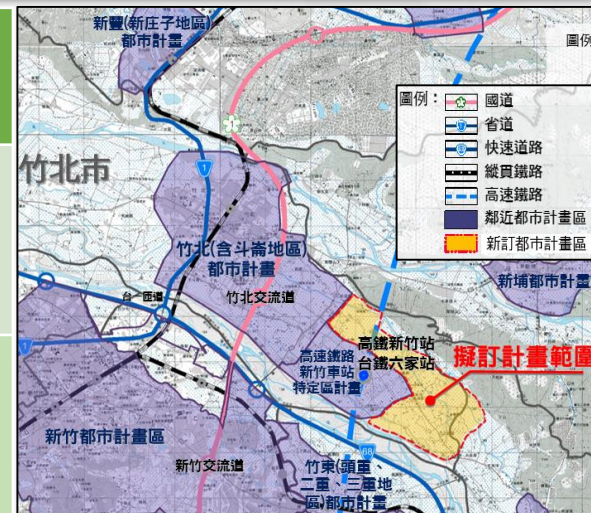 新豐(新庄子地區)
都市計畫
圖例
圖例：
國道
省道
快速道路
縱貫鐵路
高速鐵路
鄰近都市計畫區
新訂都市計畫區
竹北市
1
竹北(含斗崙地區)
都市計畫
新埔都市計畫
台一匝道
竹北交流道
高鐵新竹站
台鐵六家站
擬訂計畫範圍
高速鐵路
新竹車站
特定區計畫
1
新竹都市計畫區
68
新竹交流道
竹東(頭重、
二重、三重地
區)都市計畫